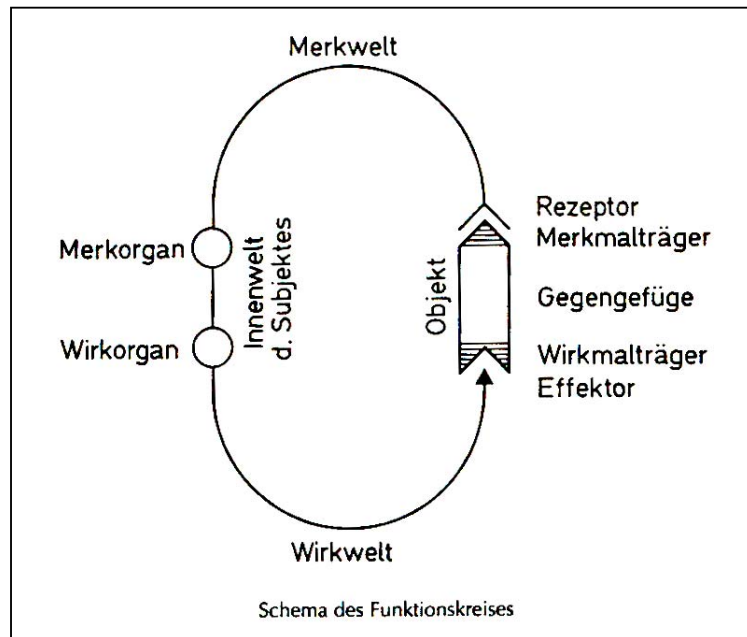 Merkwelt
Merkorgan
Wirkorgan
Innenwelt
d. Subjektes
Objekt
Rezeptor
Merkmalträger
Gegengefüge
Wirkmalträger
Effektor
Wirkwelt
Schema des Funktionskreises